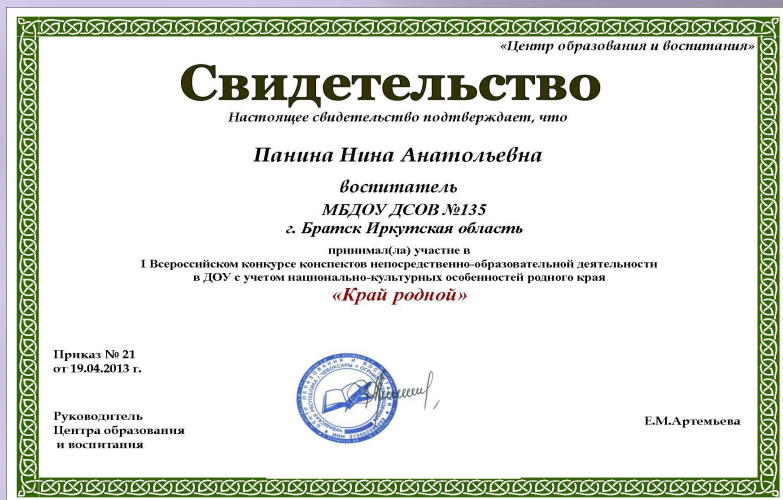 «Центр образования и воспитания»
Свидетельство
Настоящее свидетельство подтверждает, что
Панина Нина Анатольевна
воспитатель
МБДОУ ДСОВ №135
г. Братск Иркутская область
принимал(ла) участие в
I Всероссийском конкурсе конспектов непосредственно-образовательной деятельности
в ДОУ с учетом национально-культурных особенностей родного края
«Край родной»
Приказ № 21
от 19.04.2013 г.
Руководитель
Центра образования
и воспитания
Е.М.Артемьева